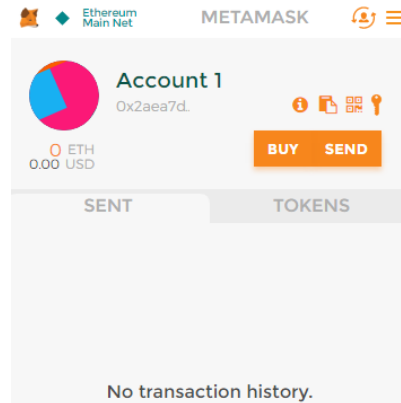 Ethereum
Main Net
METAMASK
Account 1
0x2aea7d..
0 ETH
0.00 USD
BUY
SEND
SENT
TOKENS
No transaction history.